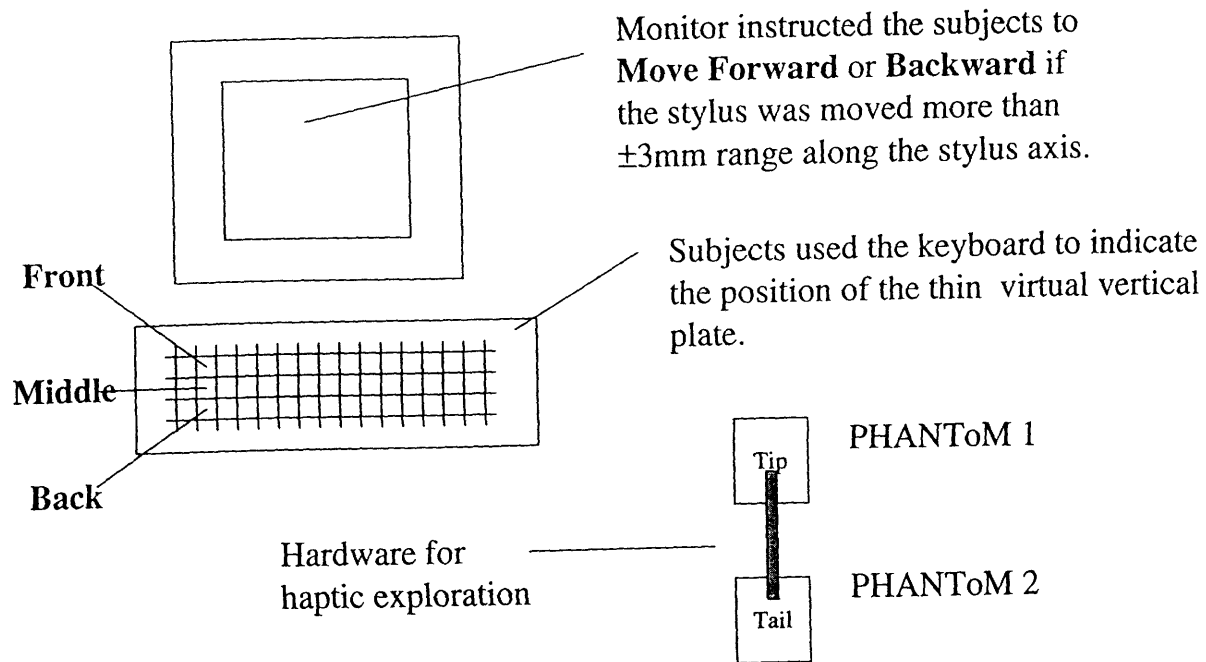 Monitor instructed the subjects to
Move Forward or Backward if
the stylus was moved more than
±3mm range along the stylus axis.
Subjects used the keyboard to indicate
the position of the thin virtual vertical
plate.
Front
Middle
Back
Tip
PHANToM 1
Hardware for
haptic exploration
PHANToM 2
Tail